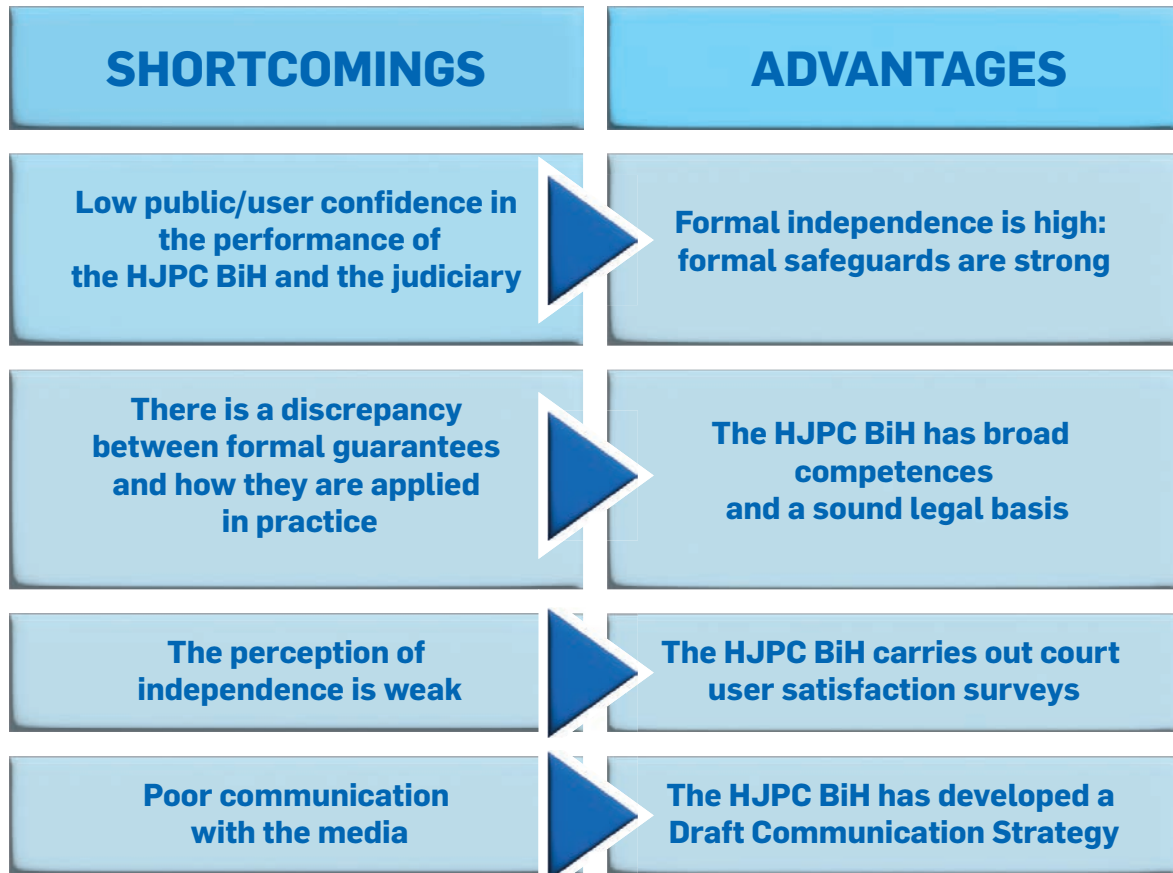 SHORTCOMINGS
ADVANTAGES
Low public/user confidence in
the performance of
the HJPC BiH and the judiciary
Formal independence is high:
formal safeguards are strong
There is a discrepancy
between formal guarantees
and how they are applied
in practice
The HJPC BiH has broad
competences
and a sound legal basis
The perception of
independence is weak
The HJPC BiH carries out court
user satisfaction surveys
Poor communication
with the media
The HJPC BiH has developed a
Draft Communication Strategy